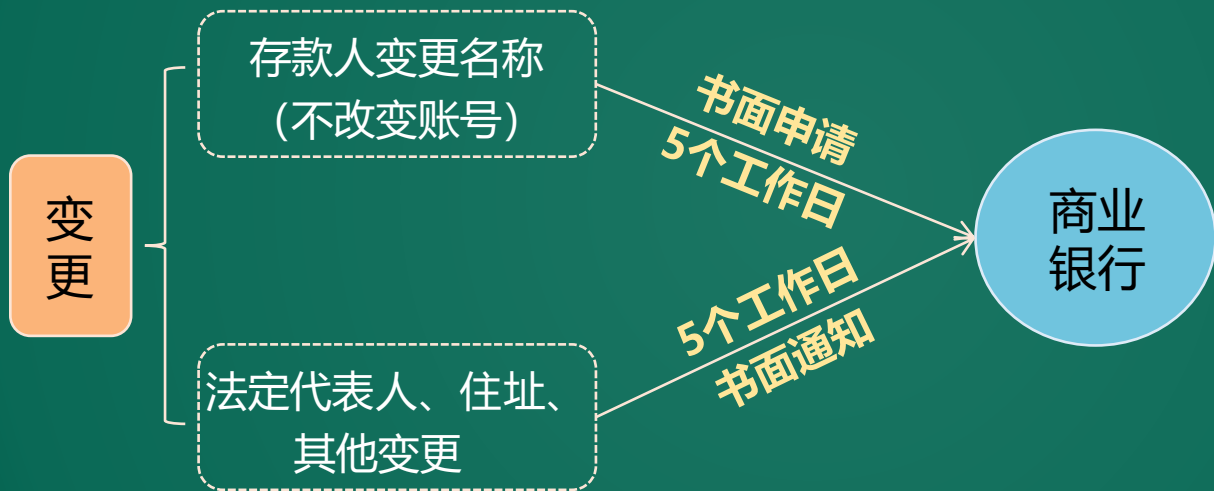 变
更
存款人变更名称
（不改变账号）
书面申请
5个工作日
法定代表人、住址、
其他变更
5个工作日
书面通知
商业
银行